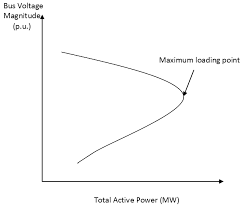 Bus Voltage
Magnitude
(p.u.)
Maximum loading point
Total Active Power (MW)